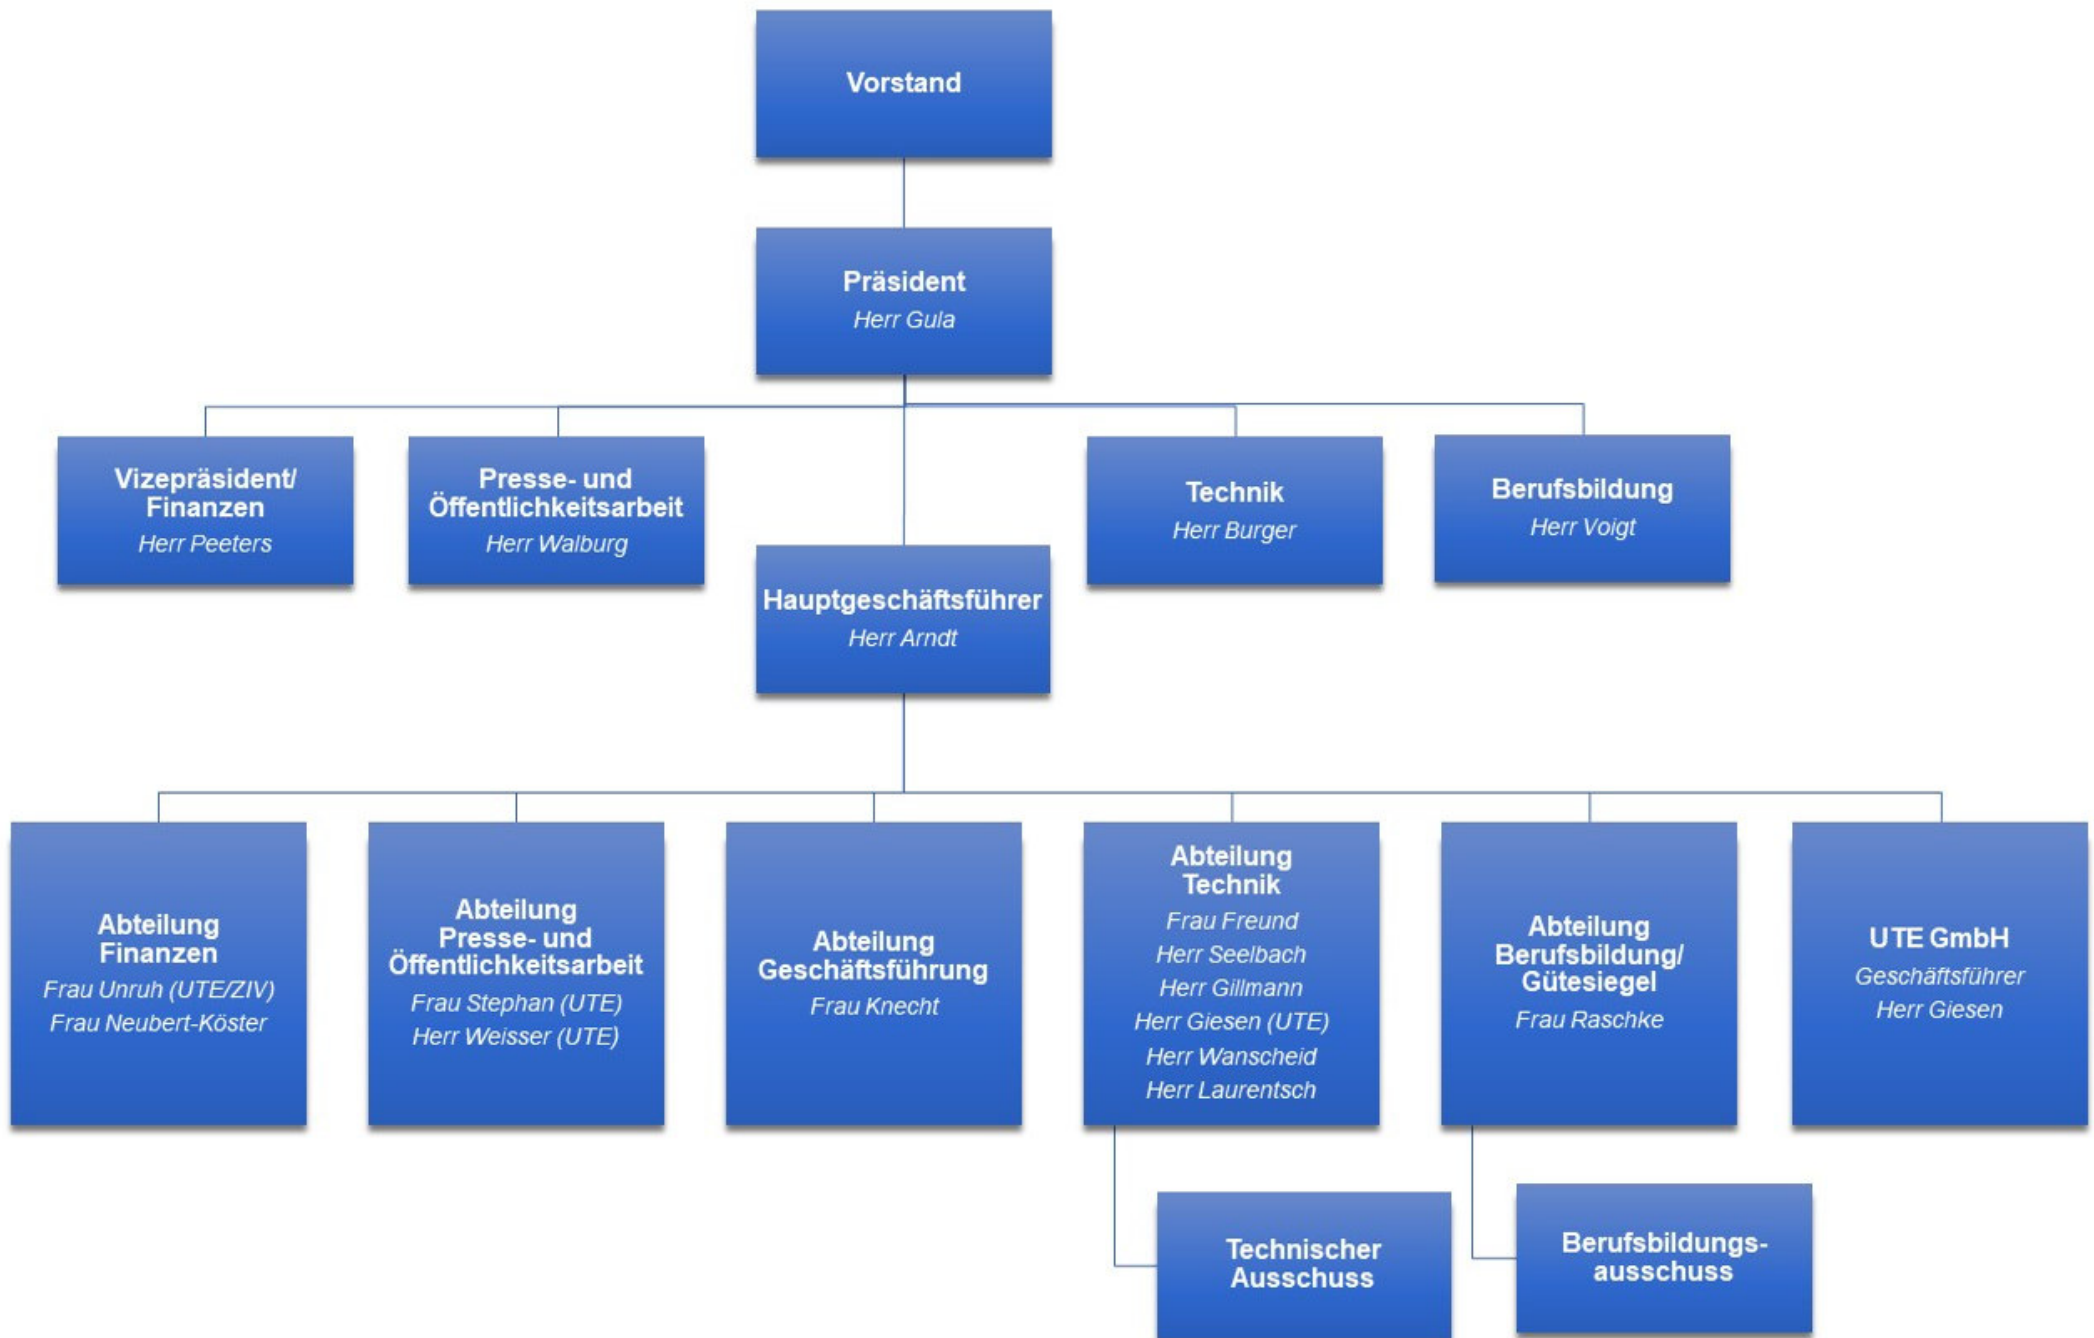 Vorstand
Präsident
Herr Gula
Vizepräsident/
Finanzen
Herr Peeters
Presse- und
Öffentlichkeitsarbeit
Herr Walburg
Technik
Herr Burger
Berufsbildung
Herr Voigt
Hauptgeschäftsführer
Herr Arndt
Abteilung
Finanzen
Frau Unruh (UTE/ZIV)
Frau Neubert-Köster
Abteilung
Presse- und
Öffentlichkeitsarbeit
Frau Stephan (UTE)
Herr Weisser (UTE)
Abteilung
Geschäftsführung
Frau Knecht
Abteilung
Technik
Frau Freund
Herr Seelbach
Herr Gillmann
Herr Giesen (UTE)
Herr Wanscheid
Herr Laurentsch
Abteilung
Berufsbildung/
Gütesiegel
Frau Raschke
UTE GmbH
Geschäftsführer
Herr Giesen
Technischer
Ausschuss
Berufsbildungs-
ausschuss